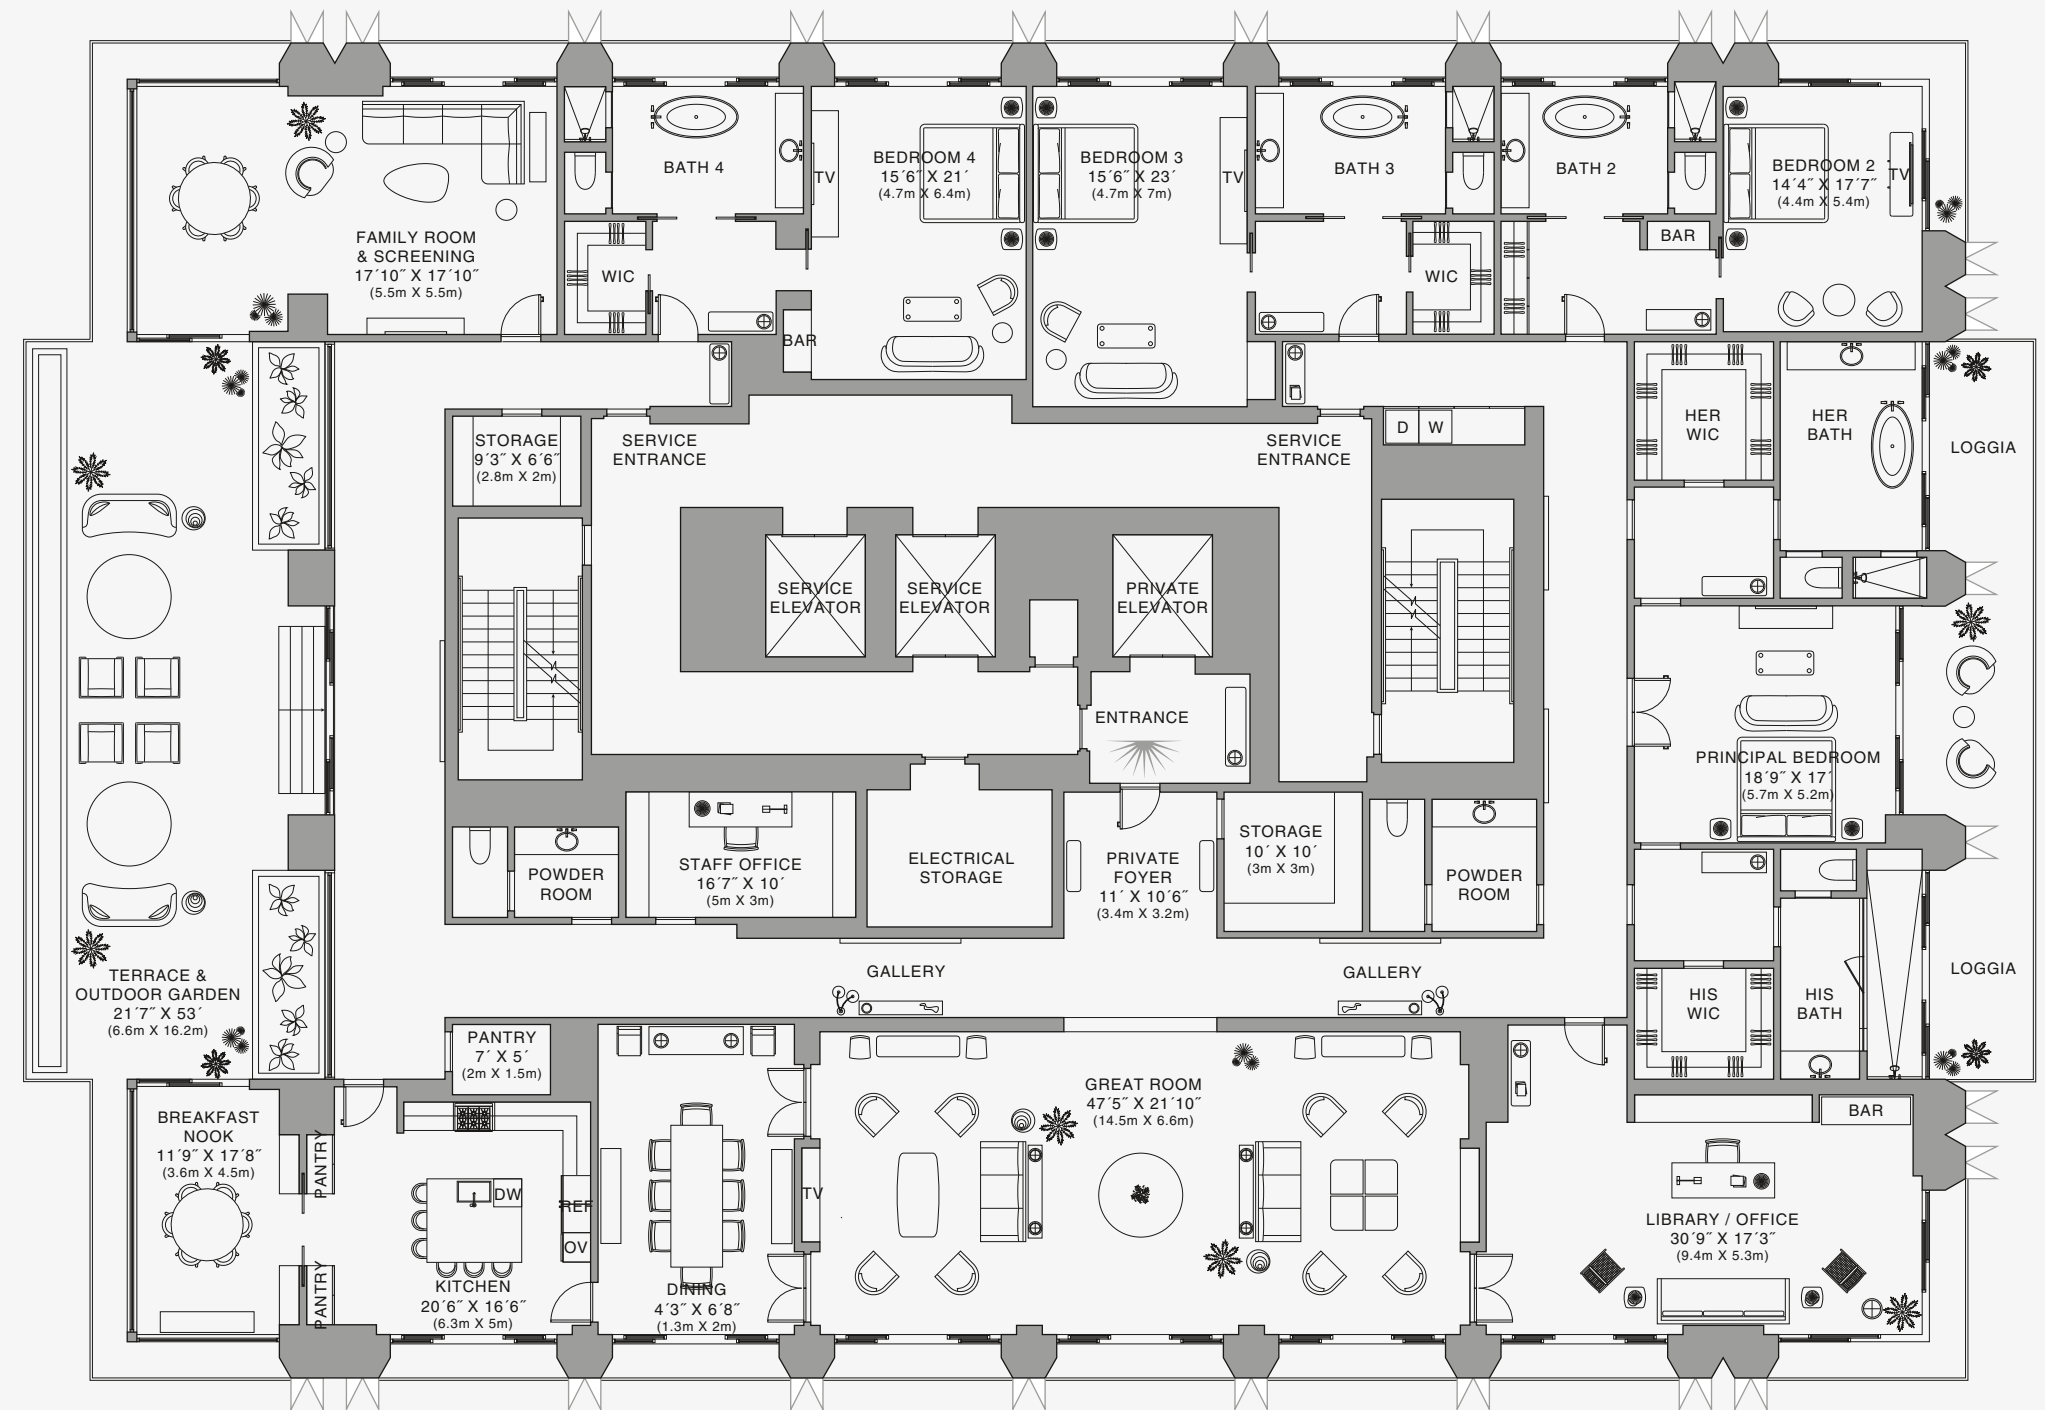 BATH 4
TV
BEDROOM 4
15´6˝ X 21´
(4.7m X 6.4m)
BEDROOM 3
15´6˝ X 23´
(4.7m X 7m)
TV
BATH 3
BATH 2
BEDROOM 2
14´4˝ X 17´7˝
(4.4m X 5.4m)
TV
FAMILY ROOM
& SCREENING
17´10˝ X 17´10˝
(5.5m X 5.5m)
WIC
BAR
WIC
BAR
STORAGE
9´3˝ X 6´6˝
(2.8m X 2m)
SERVICE
ENTRANCE
SERVICE
ENTRANCE
D
W
HER
WIC
HER
BATH
LOGGIA
SERVICE
ELEVATOR
SERVICE
ELEVATOR
PRIVATE
ELEVATOR
ENTRANCE
PRINCIPAL BEDROOM
18´9˝ X 17´
(5.7m X 5.2m)
POWDER
ROOM
STAFF OFFICE
16´7˝ X 10´
(5m X 3m)
ELECTRICAL
STORAGE
PRIVATE
FOYER
11´ X 10´6˝
(3.4m X 3.2m)
STORAGE
10´ X 10´
(3m X 3m)
POWDER
ROOM
TERRACE &
OUTDOOR GARDEN
21´7˝ X 53´
(6.6m X 16.2m)
GALLERY
GALLERY
HIS
WIC
HIS
BATH
LOGGIA
PANTRY
7´ X 5´
(2m X 1.5m)
BREAKFAST
NOOK
11´9˝ X 17´8˝
(3.6m X 4.5m)
PANTRY
PANTRY
DW
REF
OV
KITCHEN
20´6˝ X 16´6˝
(6.3m X 5m)
DINING
4´3˝ X 6´8˝
(1.3m X 2m)
TV
GREAT ROOM
47´5˝ X 21´10˝
(14.5m X 6.6m)
BAR
LIBRARY / OFFICE
30´9˝ X 17´3˝
(9.4m X 5.3m)